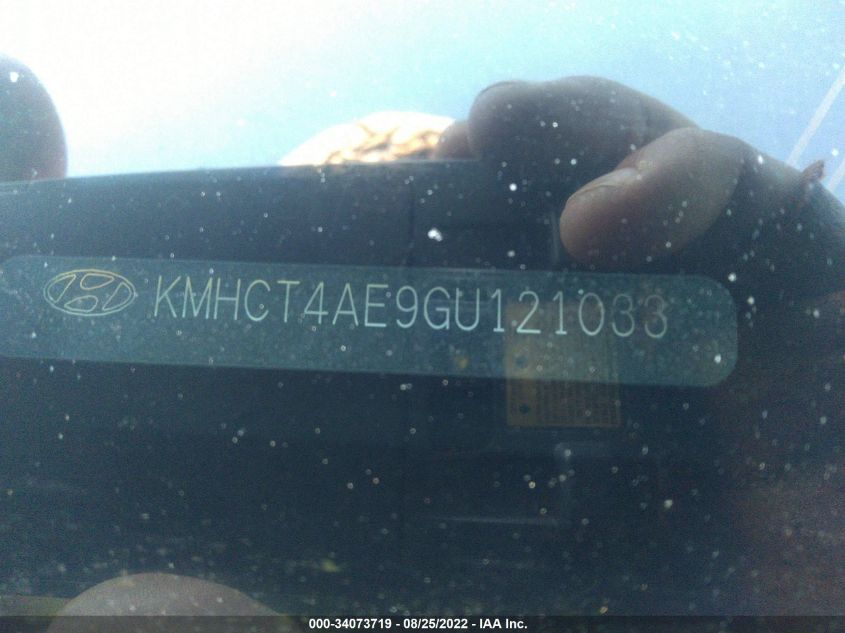 KMHCT4AE9GU121033
000-34073719 - 08/25/2022 - IAA Inc.